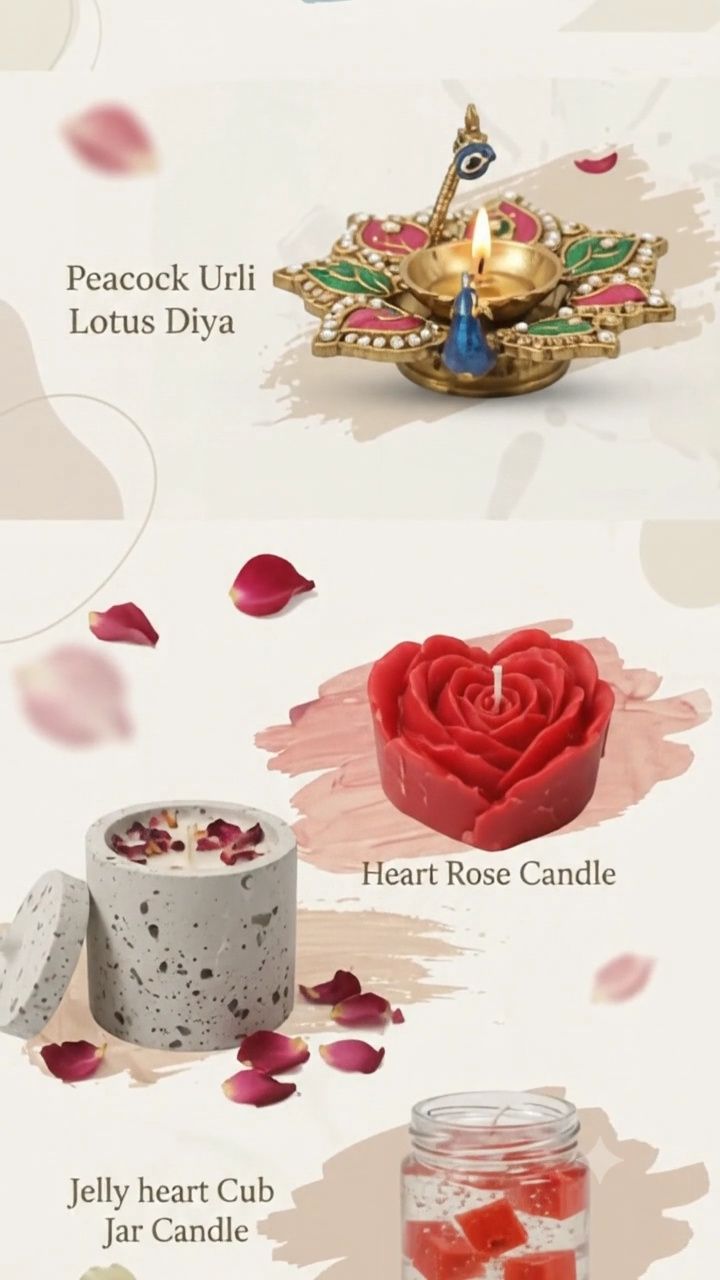 Peacock Urli
Lotus Diya
Heart Rose Candle
Jelly heart Cub
Jar Candle